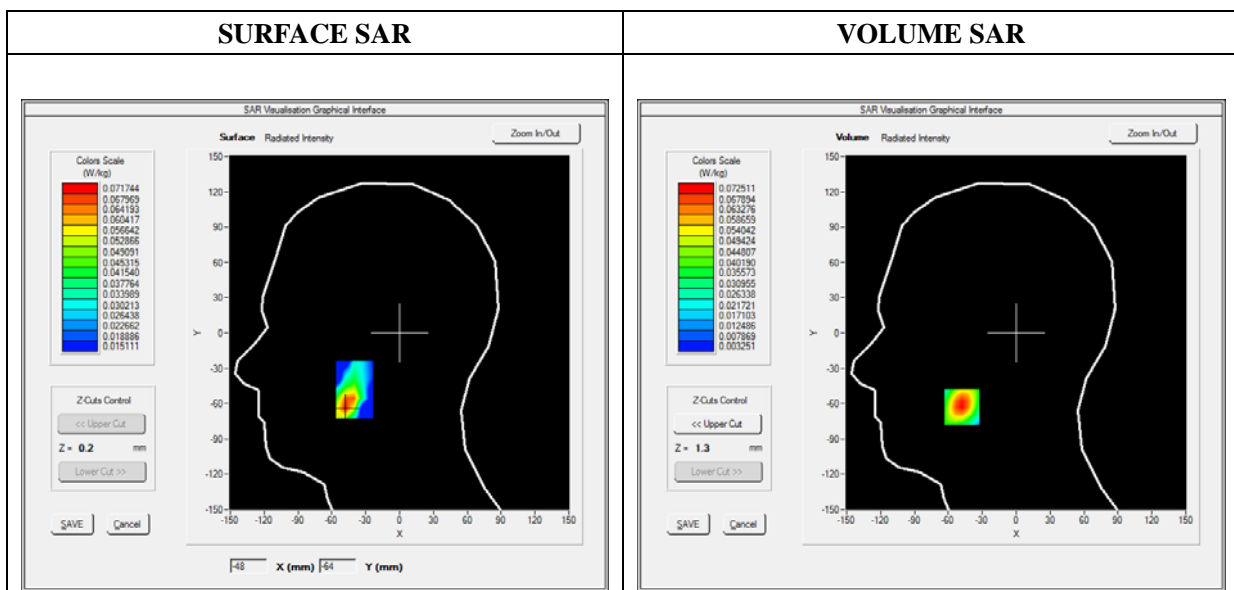 SURFACE SAR
VOLUME SAR
SAR Visualisation Graphical Interface
Surface Radiated Intensity
Zoom In/Out
Colors Scale
(W/kg)
0.071744
0.067969
0.064193
0.060417
0.056642
0.052866
0.049091
0.045315
0.041540
0.037764
0.033989
0.030213
0.026438
0.022662
0.018886
0.015111
150
120
90
60
30
0
-30
-60
-90
-120
-150
Y
-150 -120 -90 -60 -30 0 30 60 90 120 150
X
Z-Cuts Control
<< Upper Cut
Z = 0.2 mm
Lower Cut >>
SAVE Cancel
-48 X (mm) -64 Y (mm)
SAR Visualisation Graphical Interface
Volume Radiated Intensity
Zoom In/Out
Colors Scale
(W/kg)
0.072511
0.067894
0.063276
0.058659
0.054042
0.049424
0.044807
0.040190
0.035573
0.030955
0.026338
0.021721
0.017103
0.012486
0.007869
0.003251
150
120
90
60
30
0
-30
-60
-90
-120
-150
Y
-150 -120 -90 -60 -30 0 30 60 90 120 150
X
Z-Cuts Control
<< Upper Cut
Z = 1.3 mm
Lower Cut >>
SAVE Cancel